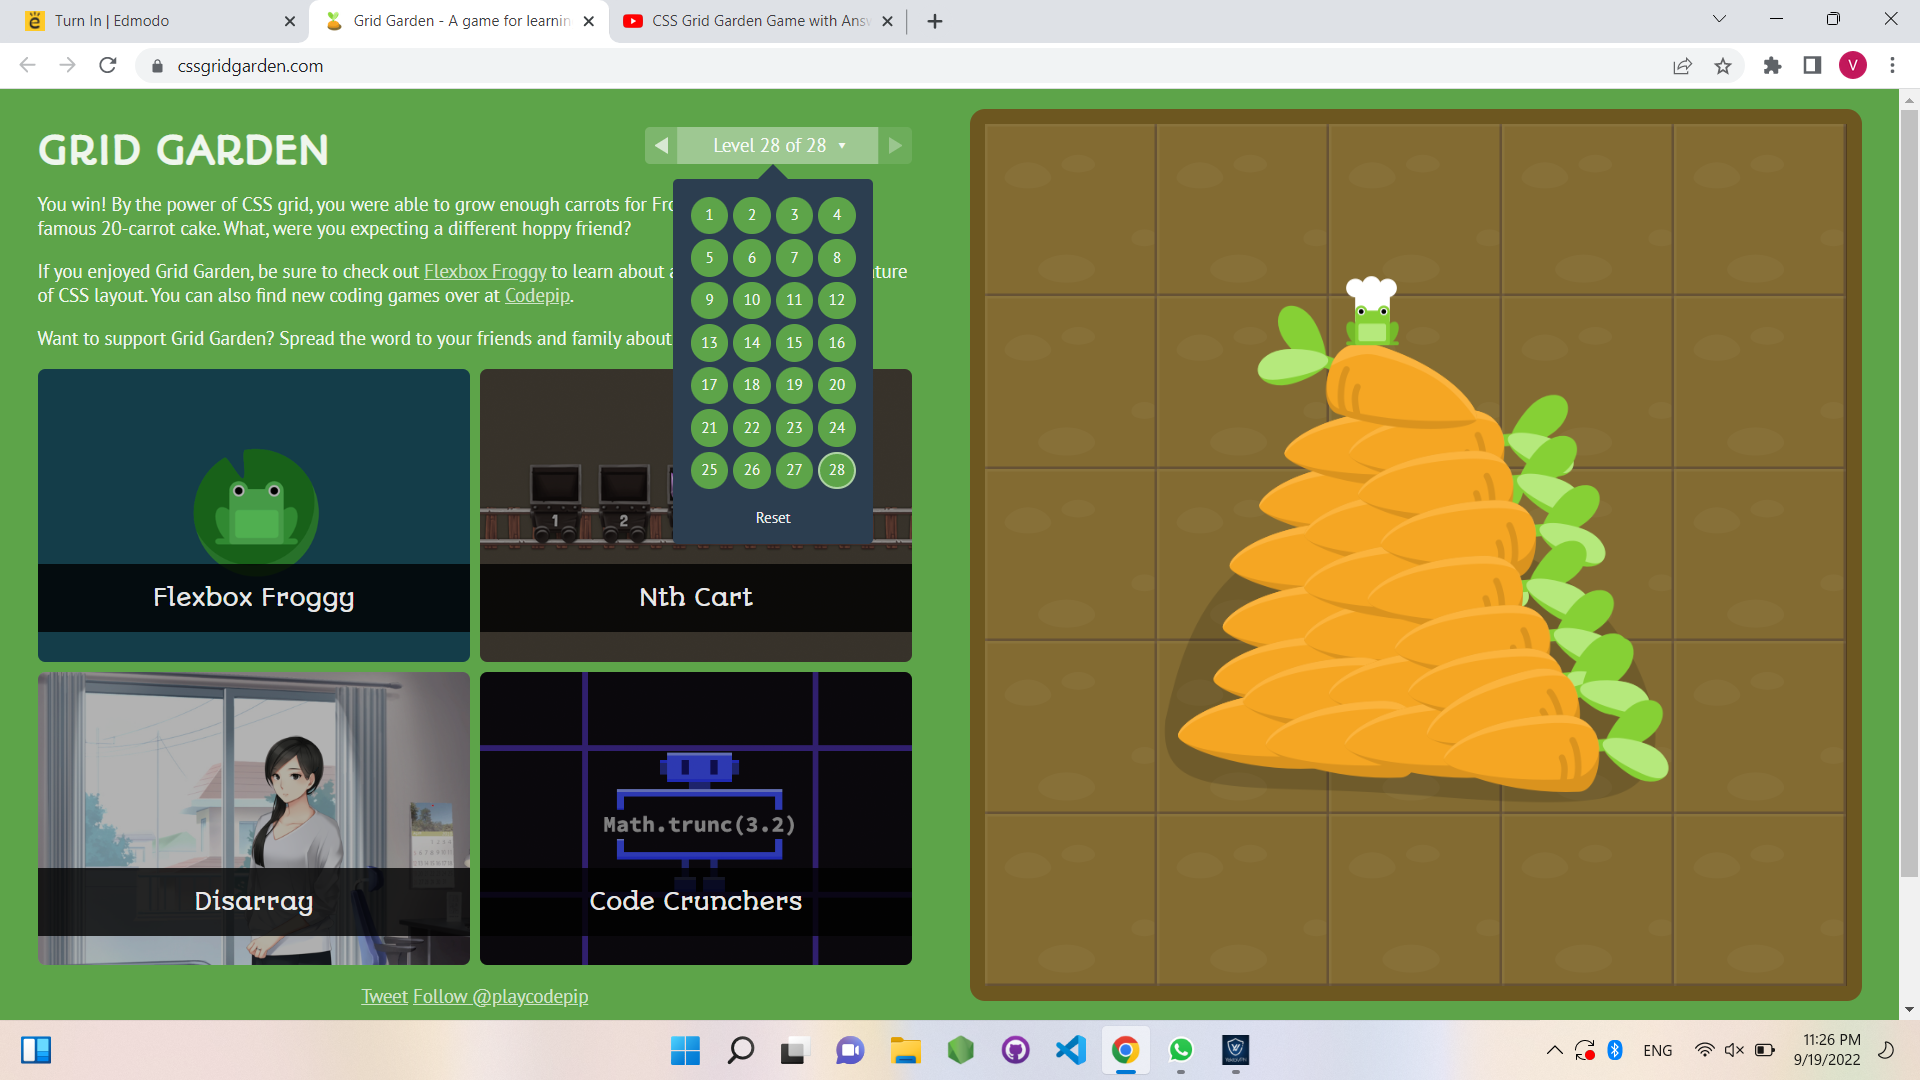 Turn In | Edmodo
Grid Garden - A game for learnin
CSS Grid Garden Game with Ans
cssgridgarden.com
V
GRID GARDEN
Level 28 of 28
You win! By the power of CSS grid, you were able to grow enough carrots for Fro
famous 20-carrot cake. What, were you expecting a different hoppy friend?
If you enjoyed Grid Garden, be sure to check out Flexbox Froggy to learn about a ture
of CSS layout. You can also find new coding games over at Codepip.
Want to support Grid Garden? Spread the word to your friends and family about
1 2 3 4
5 6 7 8
9 10 11 12
13 14 15 16
17 18 19 20
21 22 23 24
25 26 27 28
Reset
1 2
Flexbox Froggy
Nth Cart
Math.trunc(3.2)
Disarray
Code Crunchers
Tweet Follow @playcodepip
ENG
11:26 PM
9/19/2022